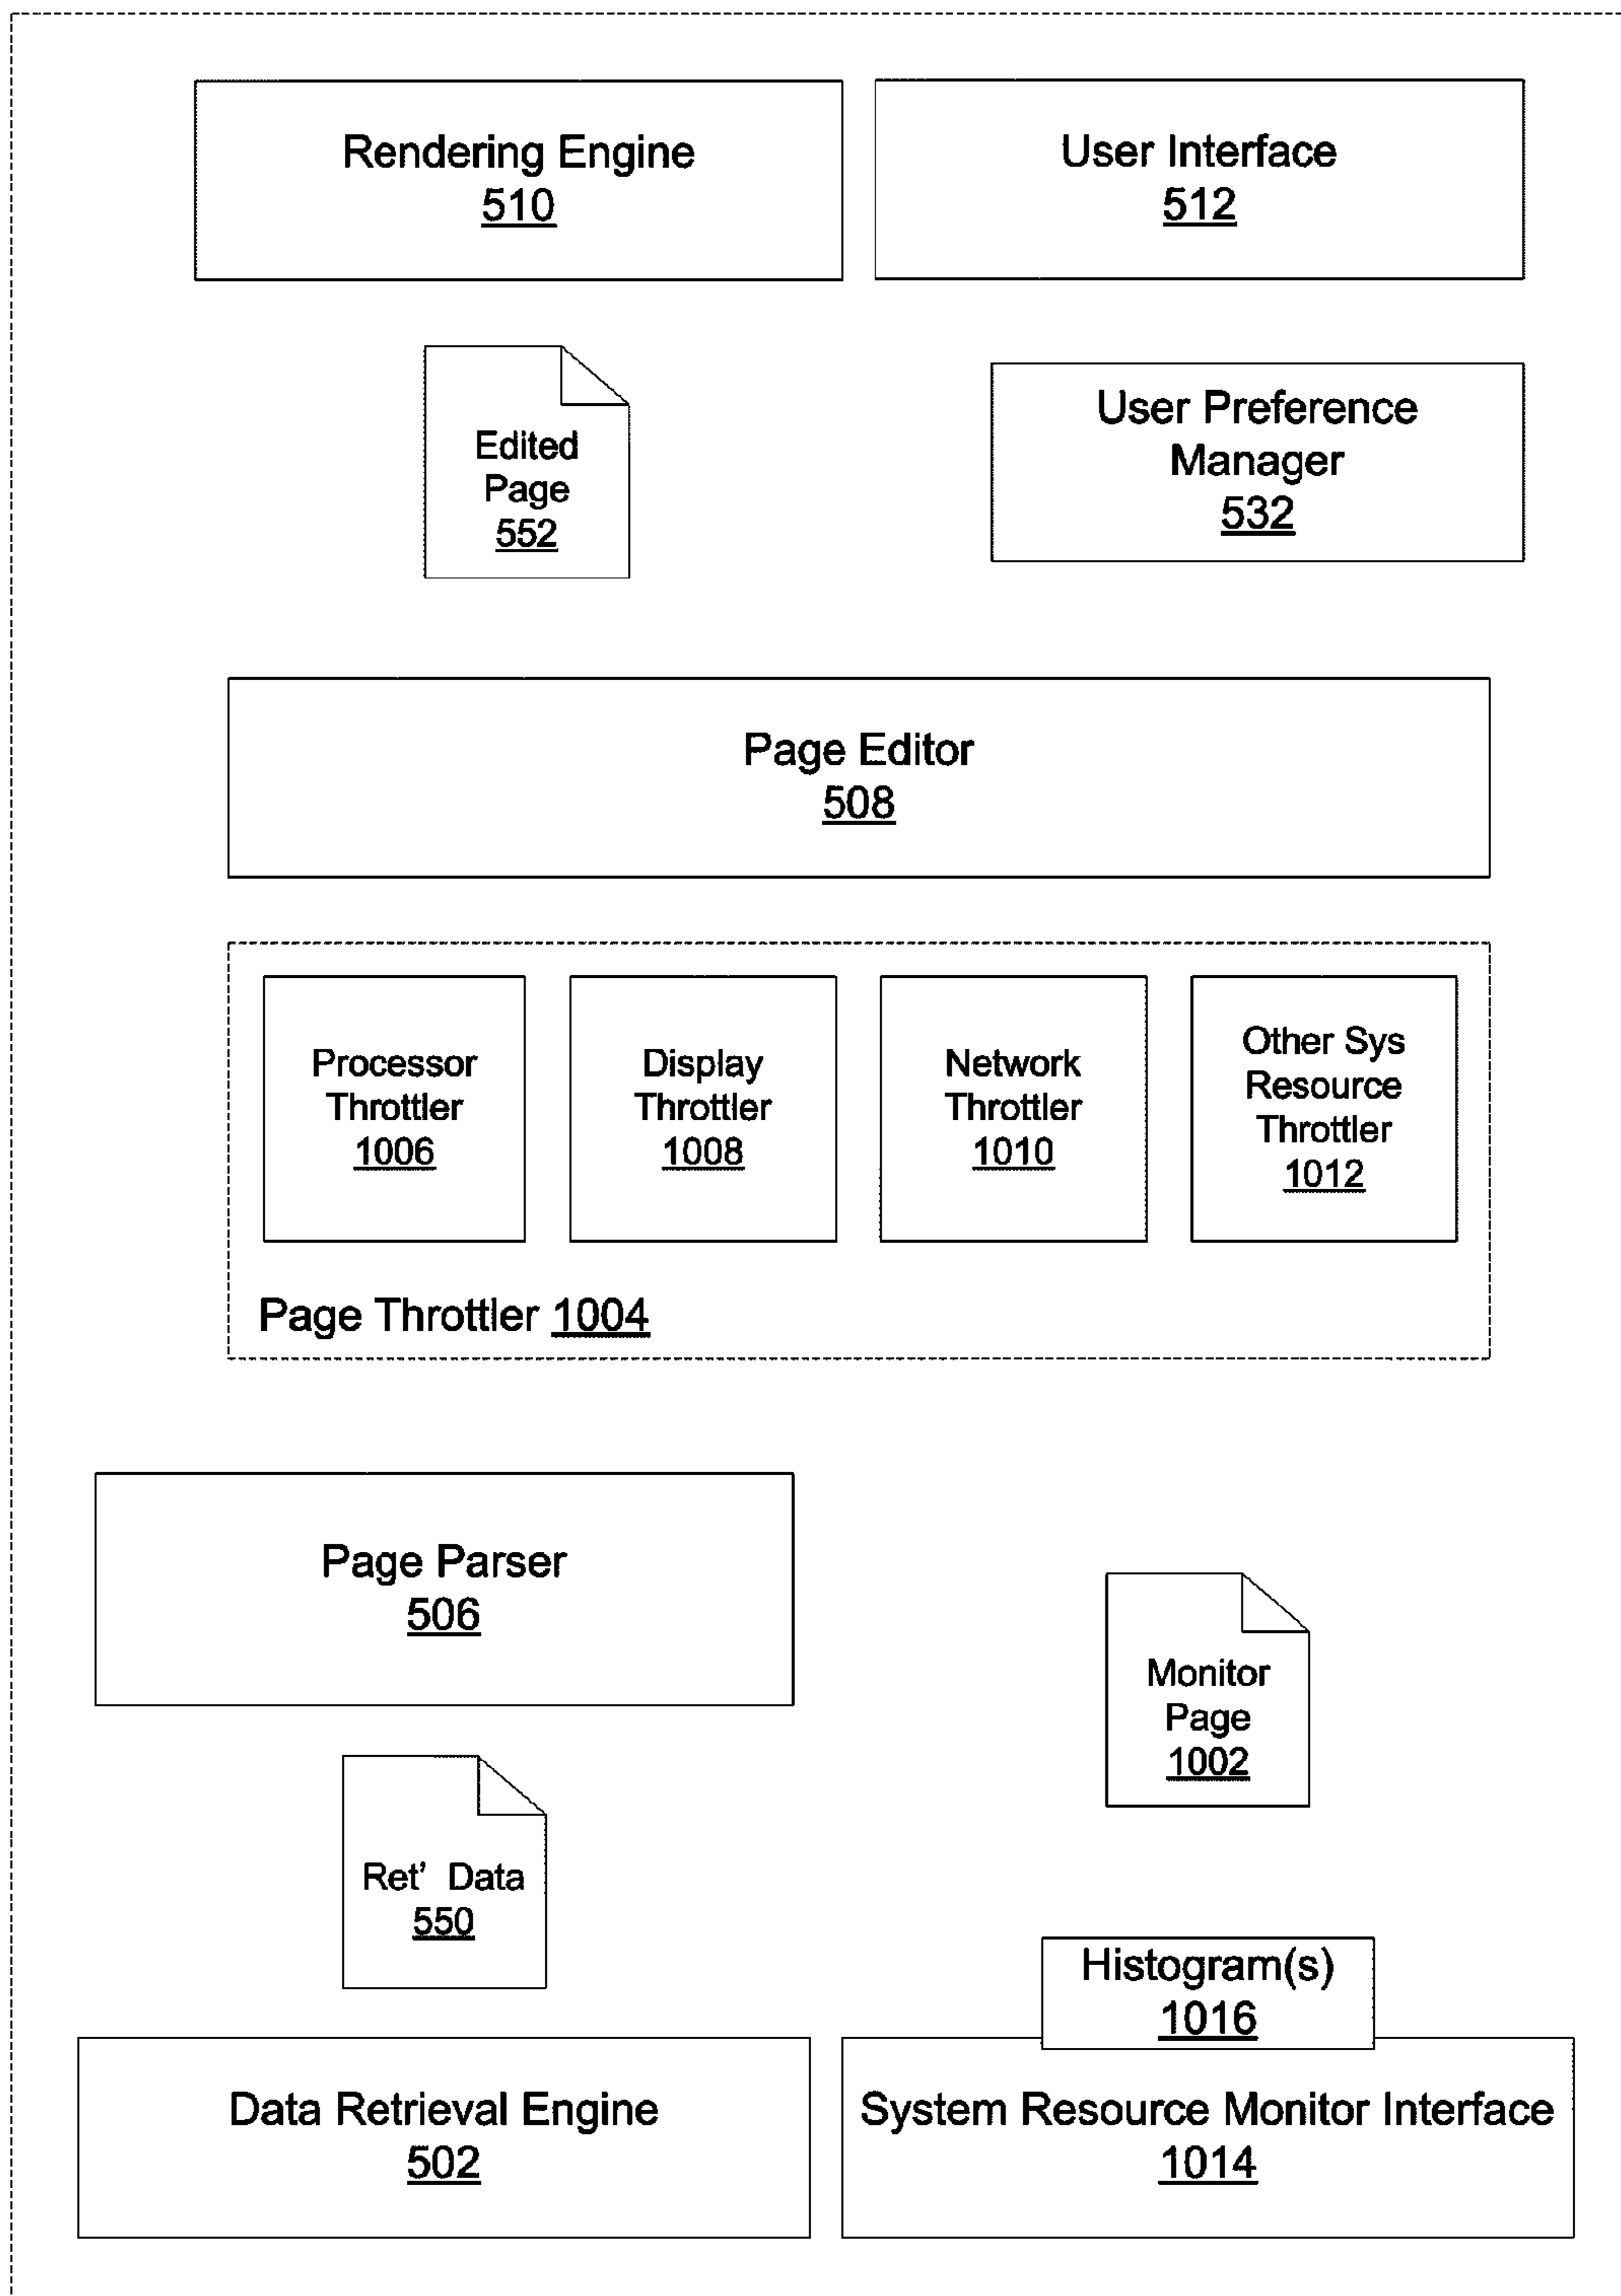 Rendering Engine
510
User Interface
512
Edited
Page
552
User Preference
Manager
532
Page Editor
508
Processor
Throttler
1006
Display
Throttler
1008
Network
Throttler
1010
Other Sys
Resource
Throttler
1012
Page Throttler 1004
Page Parser
506
Monitor
Page
1002
Ret' Data
550
Histogram(s)
1016
Data Retrieval Engine
502
System Resource Monitor Interface
1014